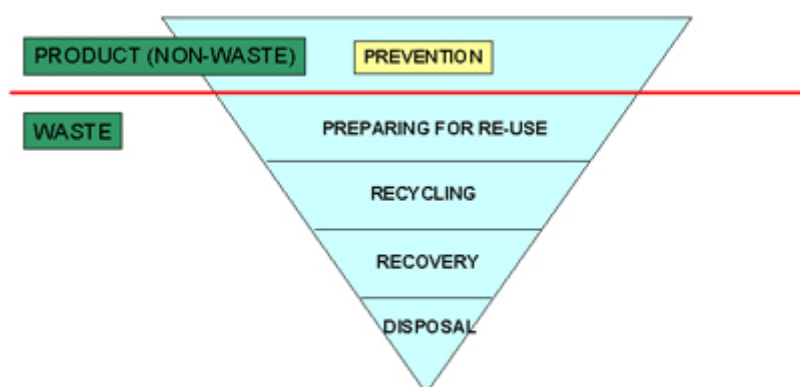 PRODUCT (NON-WASTE)
PREVENTION
WASTE
PREPARING FOR RE-USE
RECYCLING
RECOVERY
DISPOSAL